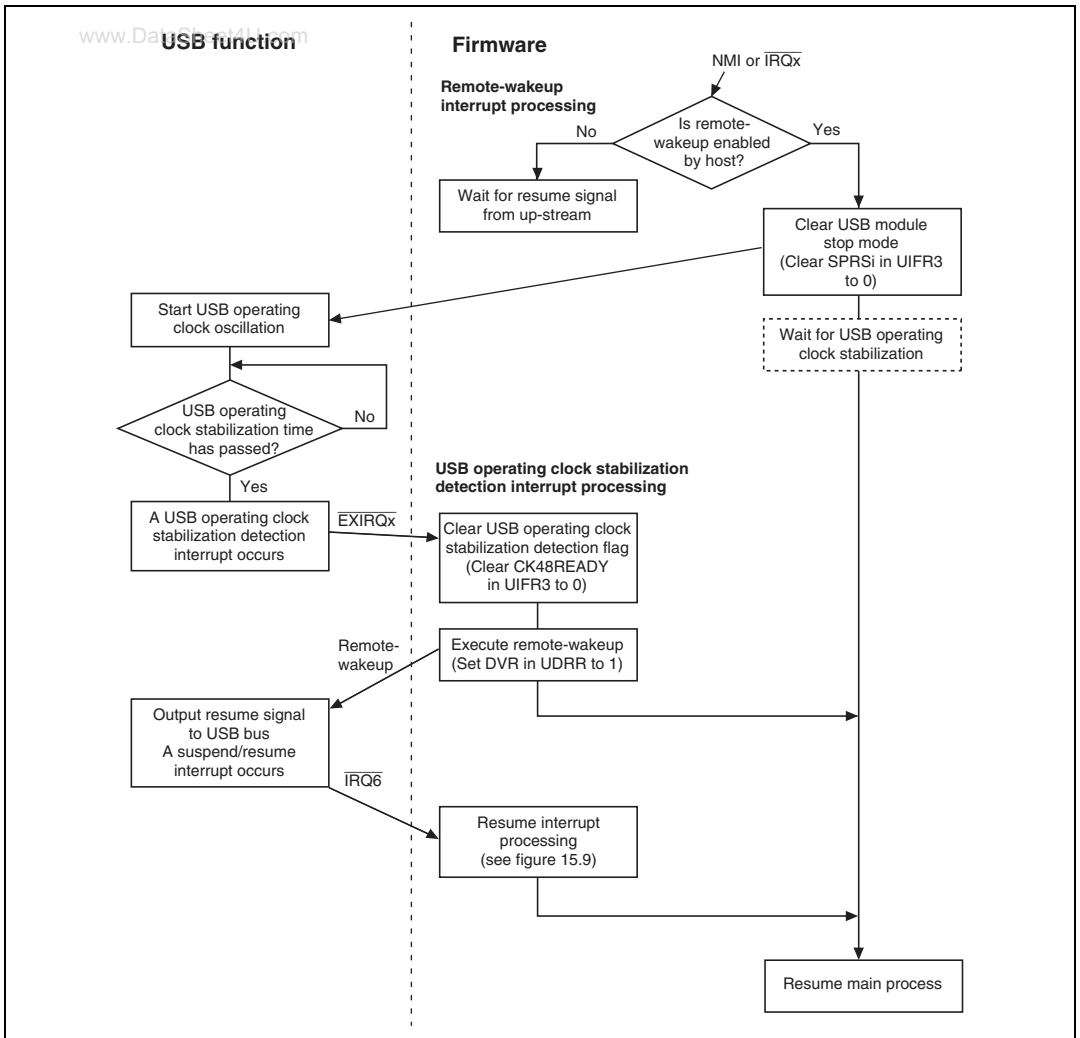 www.DataSheet4U.com
USB function
Firmware
NMI or IRQx
Remote-wakeup
interrupt processing
Is remote-
wakeup enabled
by host?
No
Yes
Wait for resume signal
from up-stream
Clear USB module
stop mode
(Clear SPRSi in UIFR3
to 0)
Start USB operating
clock oscillation
Wait for USB operating
clock stabilization
USB operating
clock stabilization time
has passed?
No
Yes
USB operating clock stabilization
detection interrupt processing
A USB operating clock
stabilization detection
interrupt occurs
EXIRQx
Clear USB operating clock
stabilization detection flag
(Clear CK48READY
in UIFR3 to 0)
Remote-
wakeup
Execute remote-wakeup
(Set DVR in UDRR to 1)
Output resume signal
to USB bus
A suspend/resume
interrupt occurs
IRQ6
Resume interrupt
processing
(see figure 15.9)
Resume main process